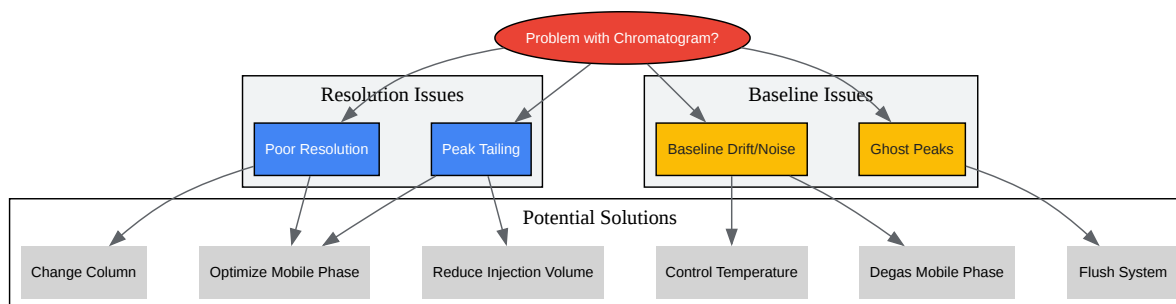 Problem with Chromatogram?
Resolution Issues
Baseline Issues
Poor Resolution
Peak Tailing
Baseline Drift/Noise
Ghost Peaks
Potential Solutions
Change Column
Optimize Mobile Phase
Reduce Injection Volume
Control Temperature
Degas Mobile Phase
Flush System